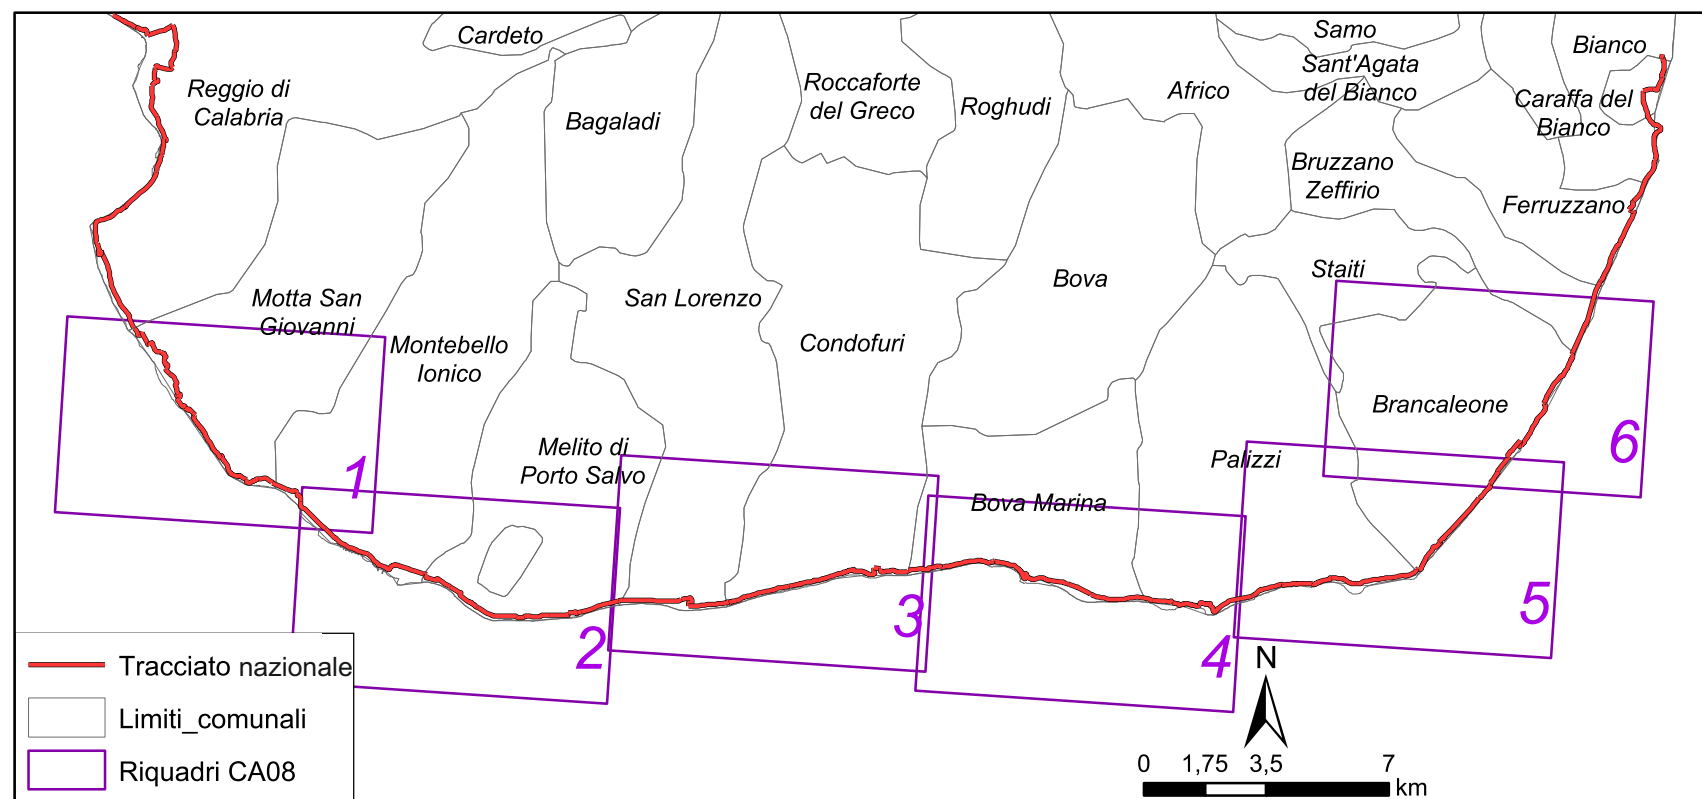 Cardeto
Samo
Bianco
Reggio di
Calabria
Bagaladi
Roccaforte
del Greco
Roghudi
Africo
Sant'Agata
del Bianco
Caraffa del
Bianco
Bruzzano
Zeffirio
Ferruzzano
Motta San
Giovanni
San Lorenzo
Bova
Staiti
Montebello
Ionico
Condofuri
Brancaleone
Melito di
Porto Salvo
Palizzi
Bova Marina
1
2
3
4
5
6
Tracciato nazionale
Limiti_comunali
Riquadri CA08
N
0 1,75 3,5 7
km